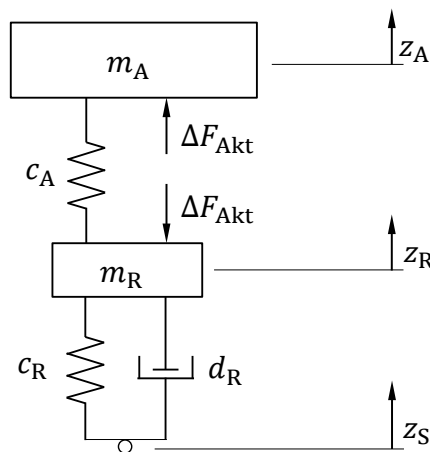 m_A
z_A
ΔF_Akt
c_A
ΔF_Akt
z_R
m_R
c_R
d_R
z_S